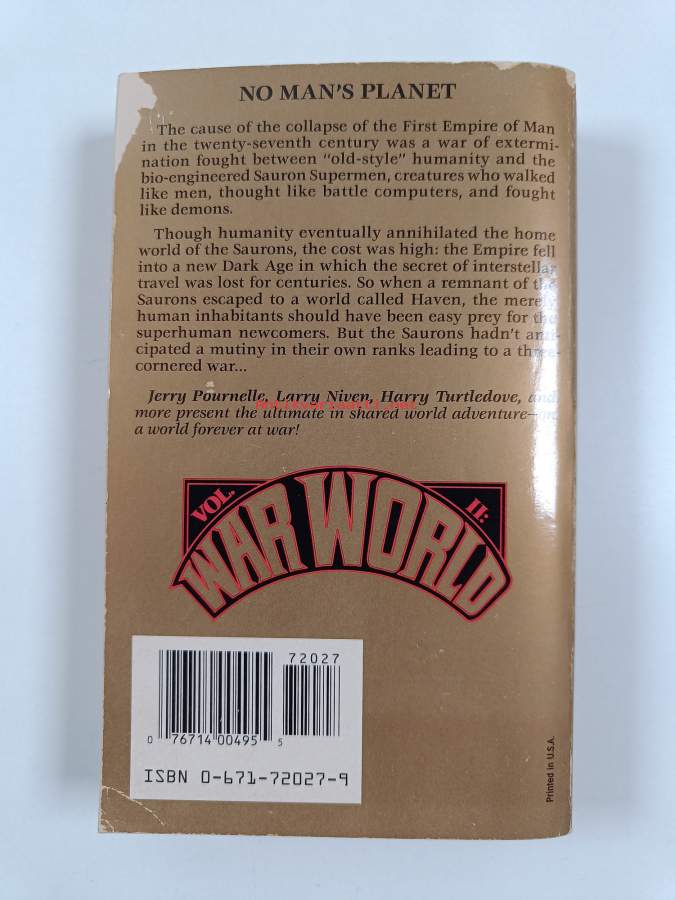 NO MAN'S PLANET
The cause of the collapse of the First Empire of Man
in the twenty-seventh century was a war of extermi-
nation fought between "old-style" humanity and the
bio-engineered Sauron Supermen, creatures who walked
like men, thought like battle computers, and fought
like demons.
Though humanity eventually annihilated the home
world of the Saurons, the cost was high: the Empire fell
into a new Dark Age in which the secret of interstellar
travel was lost for centuries. So when a remnant of the
Saurons escaped to a world called Haven, the merely
human inhabitants should have been easy prey for the
superhuman newcomers. But the Saurons hadn't anti-
cipated a mutiny in their own ranks leading to a three-
cornered war...
Jerry Pournelle, Larry Niven, Harry Turtledove, and
more present the ultimate in shared world adventure—on
a world forever at war!
VOL. II:
WAR WORLD
72027
0 76714 00495 5
ISBN 0-671-72027-9
Printed in U.S.A.